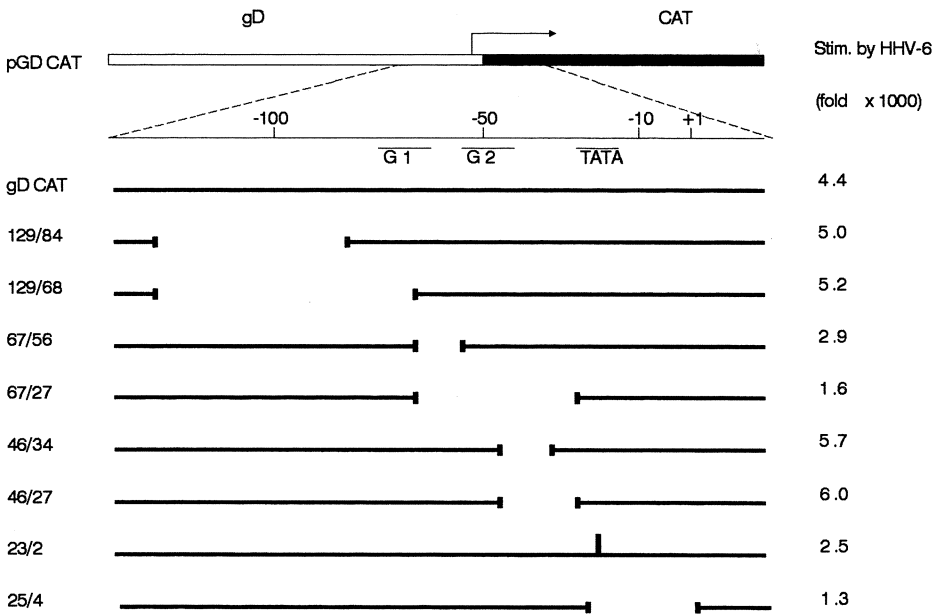 gD CAT
pGD CAT Stim. by HHV-6
(fold x 1000)
-100 -50 -10 +1
G 1 G 2 TATA
gD CAT 4.4
129/84 5.0
129/68 5.2
67/56 2.9
67/27 1.6
46/34 5.7
46/27 6.0
23/2 2.5
25/4 1.3